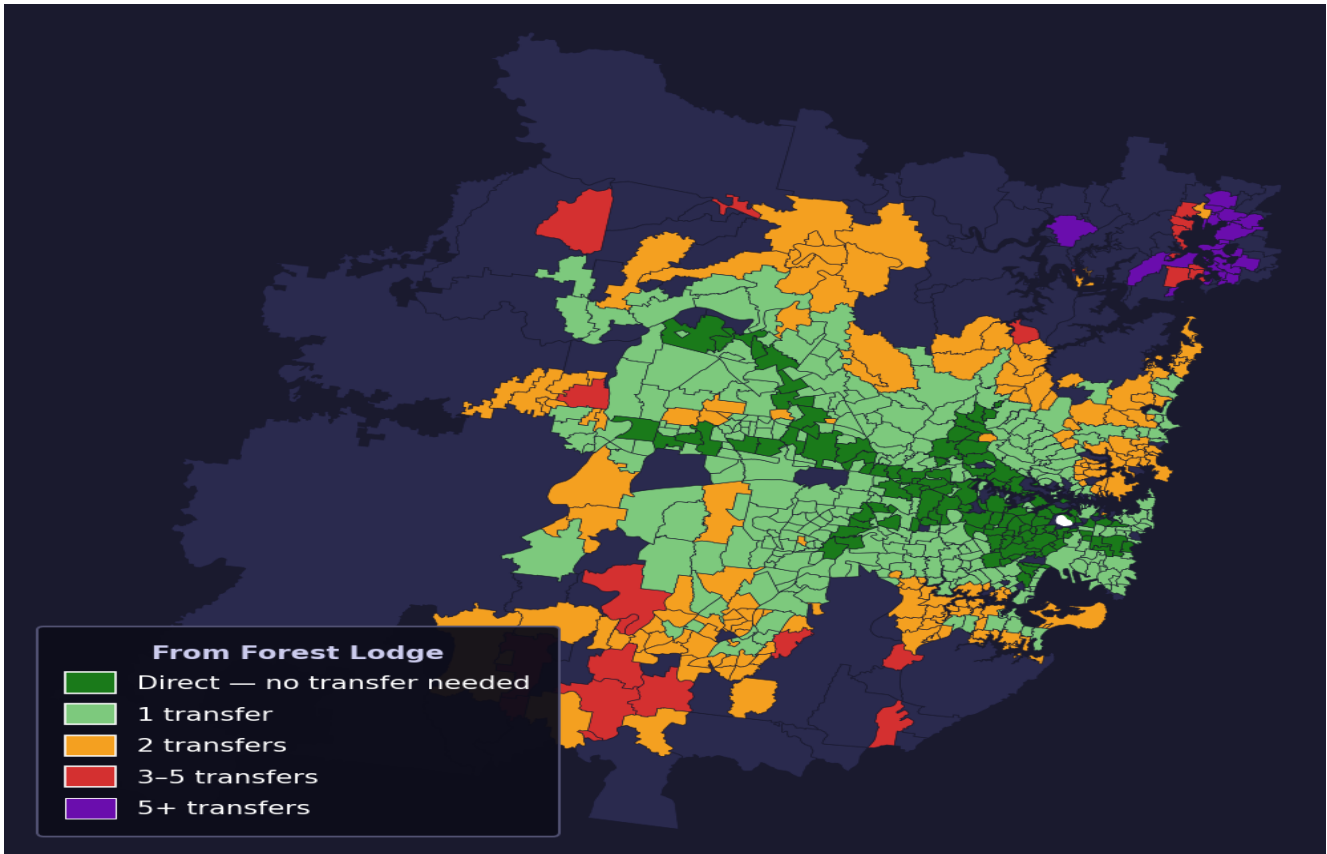 From Forest Lodge
Direct — no transfer needed
1 transfer
2 transfers
3–5 transfers
5+ transfers